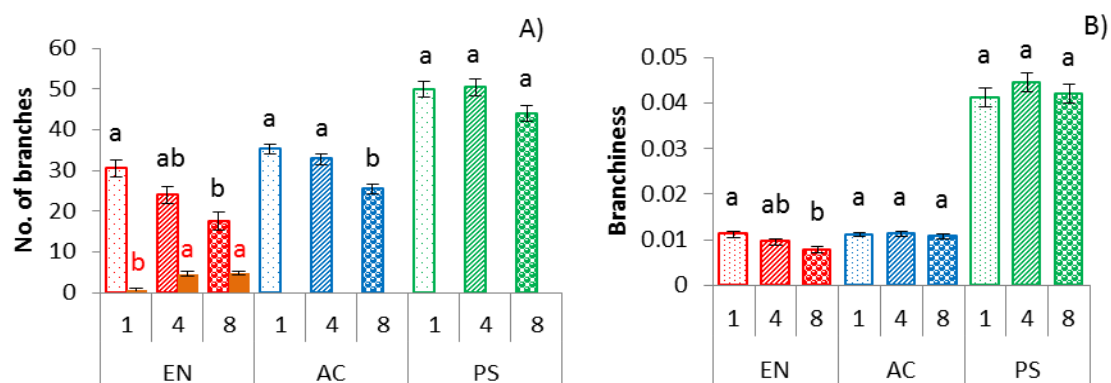 A)
No. of branches
60
50
40
30
20
10
0
a
ab
b
b
a
a
a
a
b
a
a
a
1 4 8 1 4 8 1 4 8
EN AC PS
B)
Branchiness
0.05
0.04
0.03
0.02
0.01
0
a
ab
b
a
a
a
a
a
a
1 4 8 1 4 8 1 4 8
EN AC PS